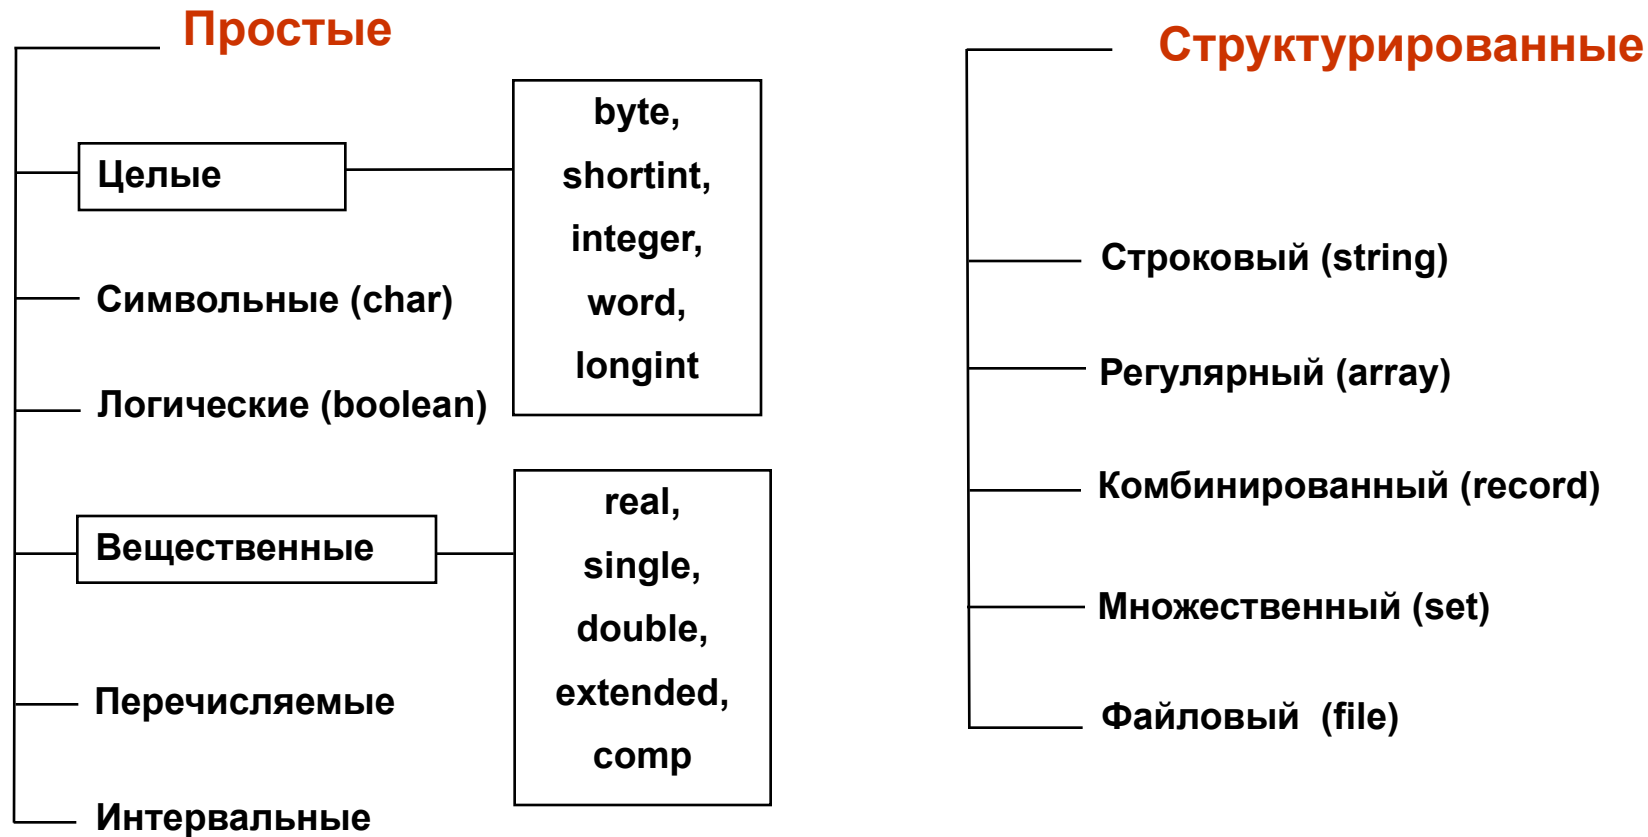 Простые
Целые
byte,
shortint,
integer,
word,
longint
Символьные (char)
Логические (boolean)
Вещественные
real,
single,
double,
extended,
comp
Перечисляемые
Интервальные
Структурированные
Строковый (string)
Регулярный (array)
Комбинированный (record)
Множественный (set)
Файловый (file)